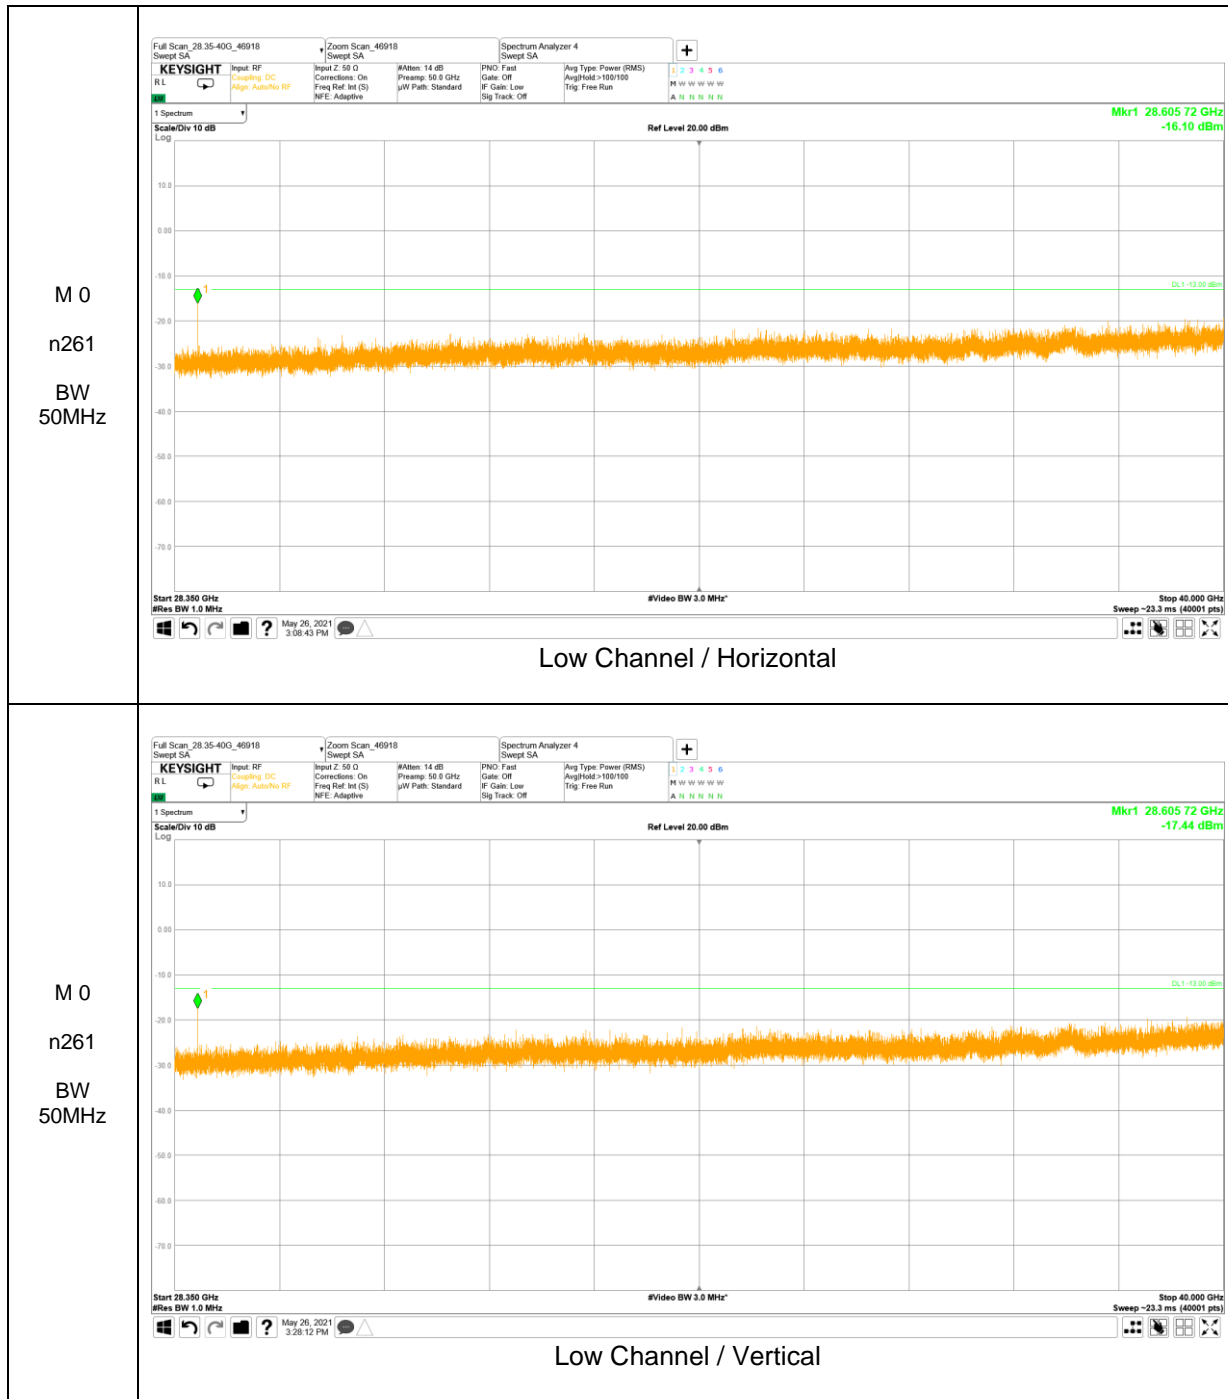 M 0
n261
BW
50MHz
Full Scan_28.35-40G_46918
Swept SA
Zoom Scan_46918
Swept SA
Spectrum Analyzer 4
Swept SA
+
KEYSIGHT
R L
Input: RF
Coupling: DC
Align: Auto/No RF
Input Z: 50 Ω
Corrections: On
Freq Ref: Int (S)
NFE: Adaptive
#Atten: 14 dB
Preamp: 50.0 GHz
µW Path: Standard
PNO: Fast
Gate: Off
IF Gain: Low
Sig Track: Off
Avg Type: Power (RMS)
Avg|Hold:>100/100
Trig: Free Run
1 2 3 4 5 6
M W W W W W
A N N N N N
1 Spectrum
Scale/Div 10 dB
Log
Ref Level 20.00 dBm
Mkr1 28.605 72 GHz
-16.10 dBm
10.0
0.00
-10.0
-20.0
-30.0
-40.0
-50.0
-60.0
-70.0
1
DL1 -13.00 dBm
Start 28.350 GHz
#Res BW 1.0 MHz
#Video BW 3.0 MHz*
Stop 40.000 GHz
Sweep ~23.3 ms (40001 pts)
?
May 26, 2021
3:08:43 PM
Low Channel / Horizontal
M 0
n261
BW
50MHz
Full Scan_28.35-40G_46918
Swept SA
Zoom Scan_46918
Swept SA
Spectrum Analyzer 4
Swept SA
+
KEYSIGHT
R L
Input: RF
Coupling: DC
Align: Auto/No RF
Input Z: 50 Ω
Corrections: On
Freq Ref: Int (S)
NFE: Adaptive
#Atten: 14 dB
Preamp: 50.0 GHz
µW Path: Standard
PNO: Fast
Gate: Off
IF Gain: Low
Sig Track: Off
Avg Type: Power (RMS)
Avg|Hold:>100/100
Trig: Free Run
1 2 3 4 5 6
M W W W W W
A N N N N N
1 Spectrum
Scale/Div 10 dB
Log
Ref Level 20.00 dBm
Mkr1 28.605 72 GHz
-17.44 dBm
10.0
0.00
-10.0
-20.0
-30.0
-40.0
-50.0
-60.0
-70.0
1
DL1 -13.00 dBm
Start 28.350 GHz
#Res BW 1.0 MHz
#Video BW 3.0 MHz*
Stop 40.000 GHz
Sweep ~23.3 ms (40001 pts)
?
May 26, 2021
3:28:12 PM
Low Channel / Vertical